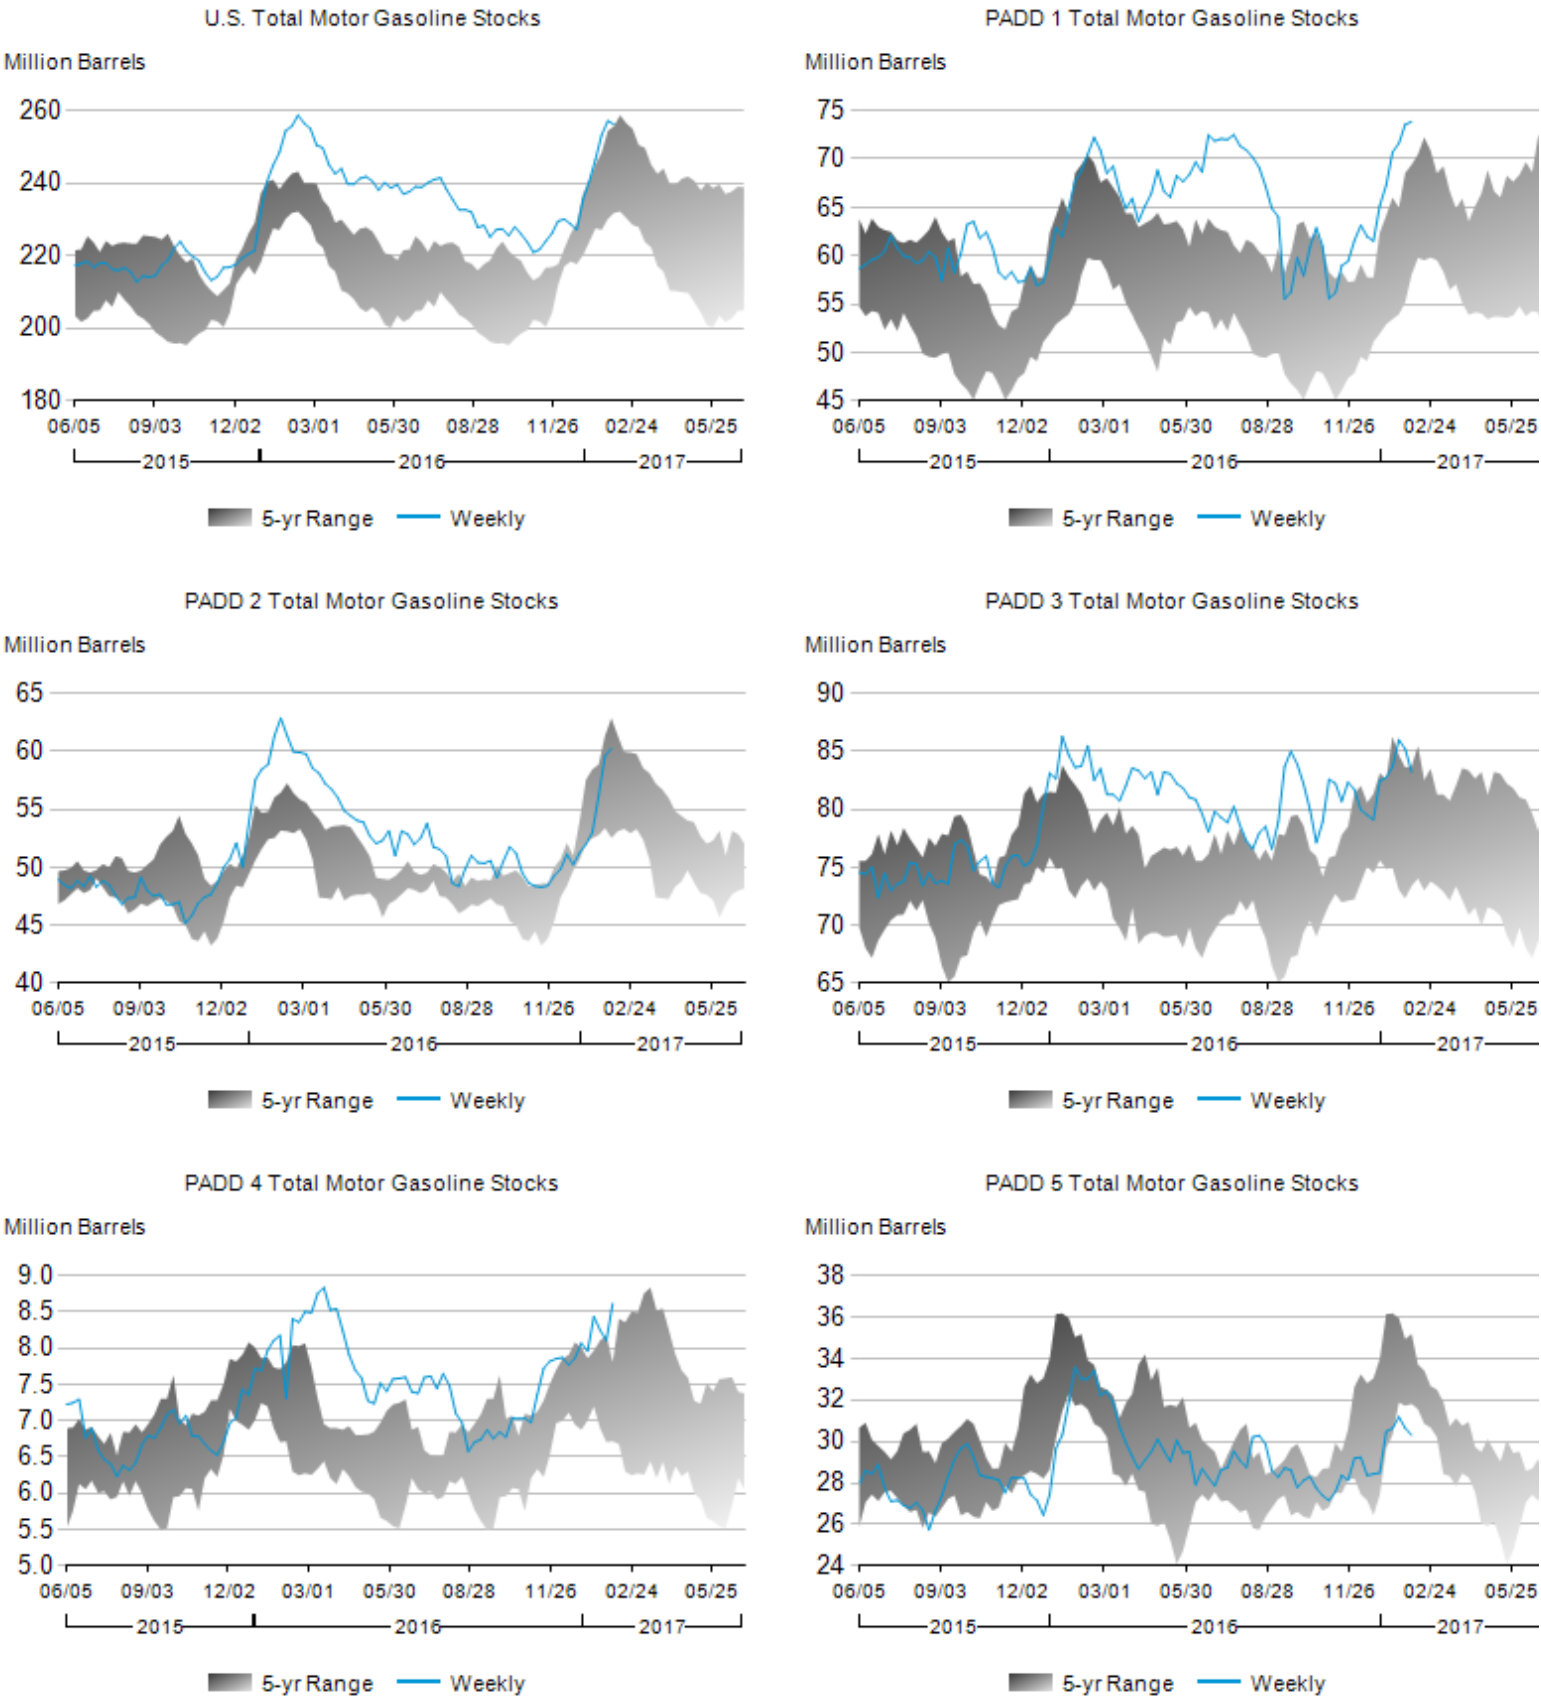 U.S. Total Motor Gasoline Stocks
Million Barrels
260
240
220
200
180
06/05 09/03 12/02 03/01 05/30 08/28 11/26 02/24 05/25
2015 2016 2017
5-yr Range Weekly
PADD 1 Total Motor Gasoline Stocks
Million Barrels
75
70
65
60
55
50
45
06/05 09/03 12/02 03/01 05/30 08/28 11/26 02/24 05/25
2015 2016 2017
5-yr Range Weekly
PADD 2 Total Motor Gasoline Stocks
Million Barrels
65
60
55
50
45
40
06/05 09/03 12/02 03/01 05/30 08/28 11/26 02/24 05/25
2015 2016 2017
5-yr Range Weekly
PADD 3 Total Motor Gasoline Stocks
Million Barrels
90
85
80
75
70
65
06/05 09/03 12/02 03/01 05/30 08/28 11/26 02/24 05/25
2015 2016 2017
5-yr Range Weekly
PADD 4 Total Motor Gasoline Stocks
Million Barrels
9.0
8.5
8.0
7.5
7.0
6.5
6.0
5.5
5.0
06/05 09/03 12/02 03/01 05/30 08/28 11/26 02/24 05/25
2015 2016 2017
5-yr Range Weekly
PADD 5 Total Motor Gasoline Stocks
Million Barrels
38
36
34
32
30
28
26
24
06/05 09/03 12/02 03/01 05/30 08/28 11/26 02/24 05/25
2015 2016 2017
5-yr Range Weekly